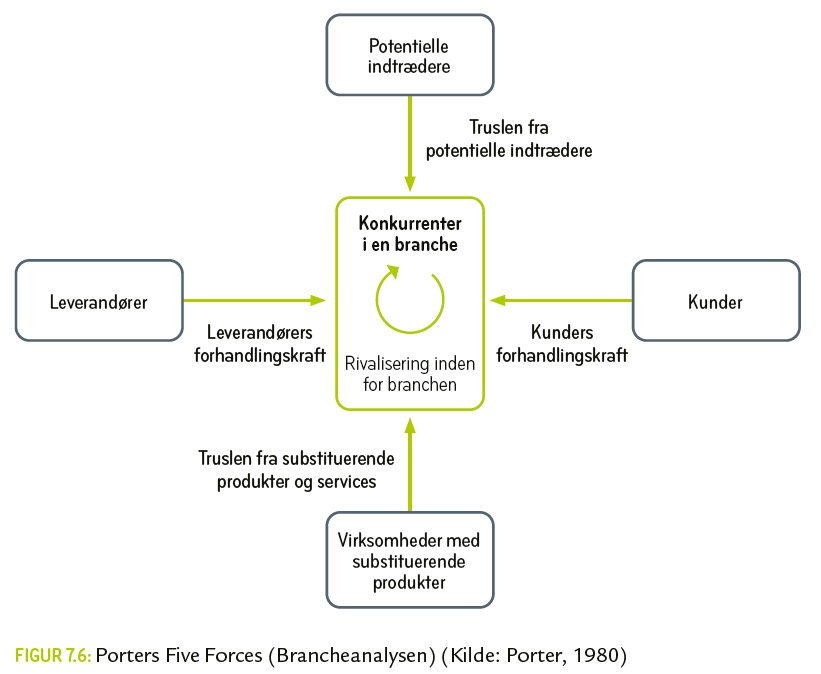 Potentielle
indtrædere
Truslen fra
potentielle indtrædere
Konkurrenter
i en branche
Leverandører
Kunder
Leverandørers
forhandlingskraft
Kunders
forhandlingskraft
Rivalisering inden
for branchen
Truslen fra substituerende
produkter og services
Virksomheder med
substituerende
produkter
FIGUR 7.6: Porters Five Forces (Brancheanalysen) (Kilde: Porter, 1980)